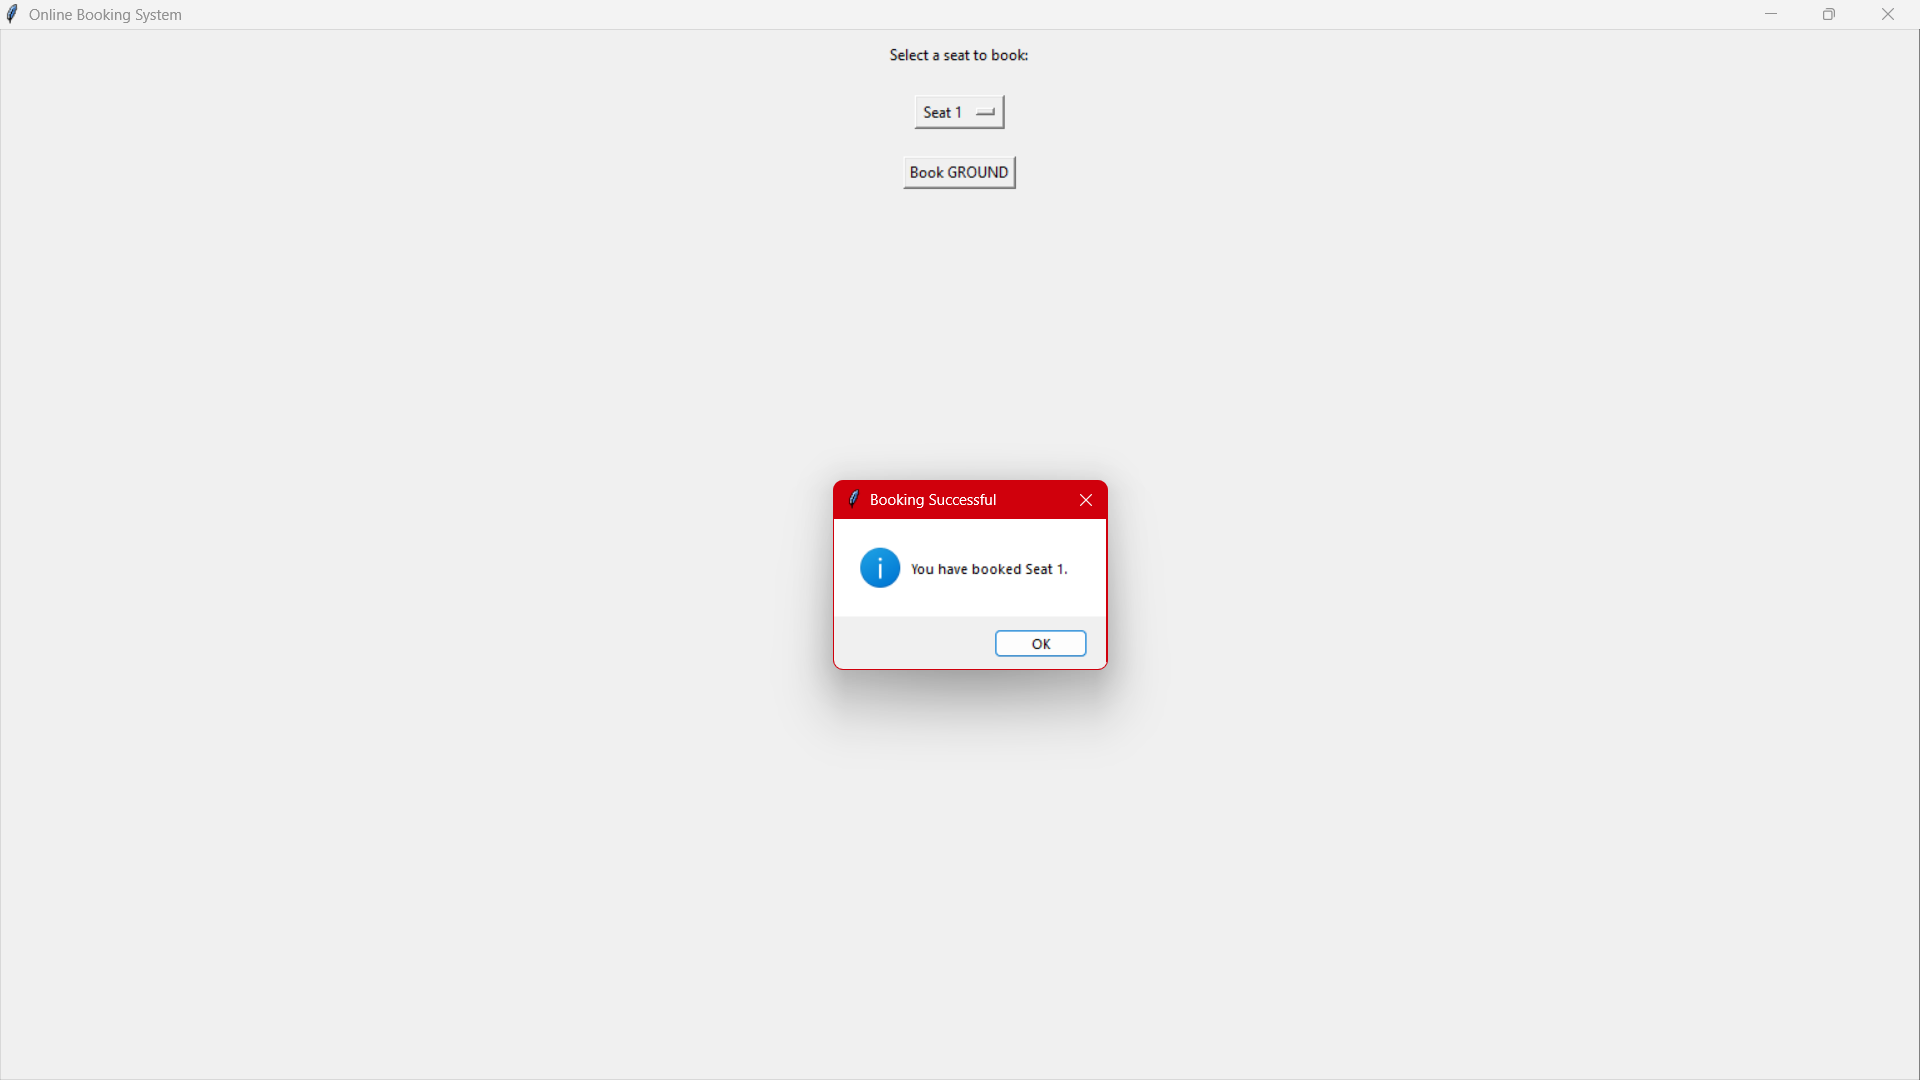 Online Booking System
Select a seat to book:
Seat 1
Book GROUND
Booking Successful
You have booked Seat 1.
OK